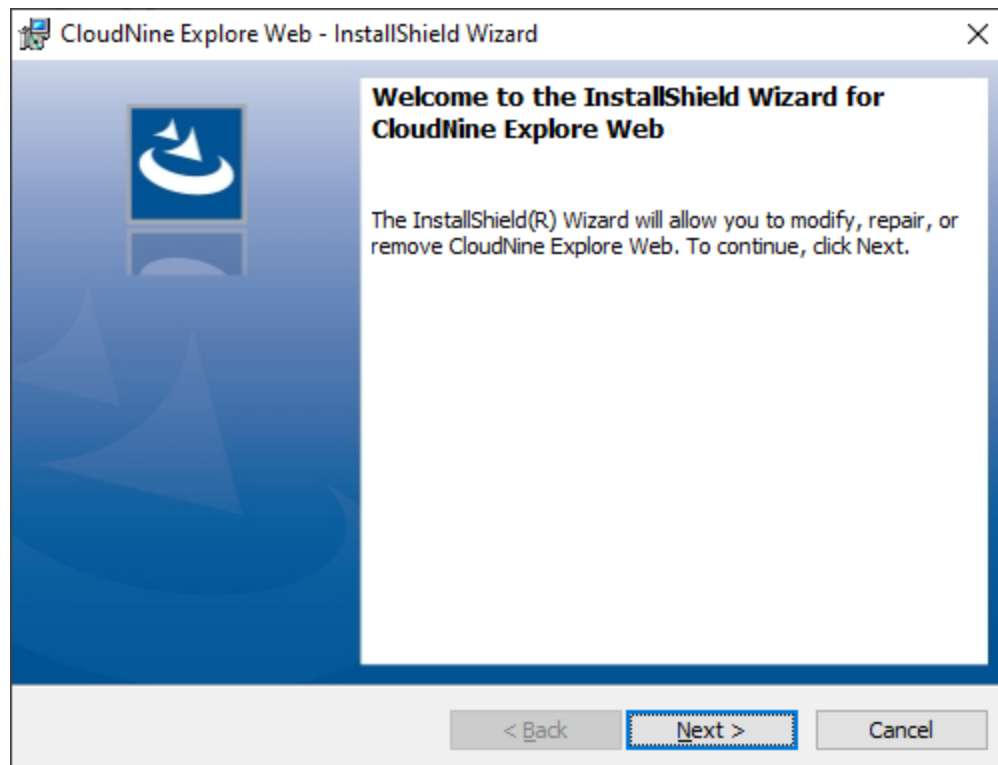 CloudNine Explore Web - InstallShield Wizard
Welcome to the InstallShield Wizard for
CloudNine Explore Web
The InstallShield(R) Wizard will allow you to modify, repair, or
remove CloudNine Explore Web. To continue, click Next.
< Back
Next >
Cancel